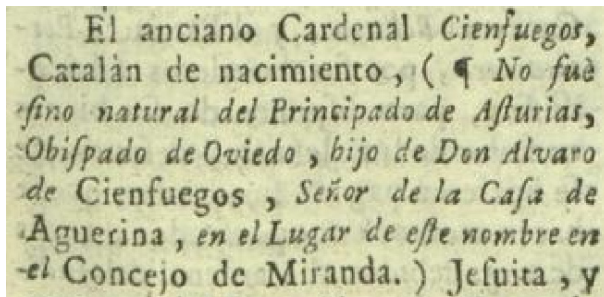 El anciano Cardenal Cienfuegos,
Catalàn de nacimiento, ( ¶ No fuè
ſino natural del Principado de Aſturias,
Obiſpado de Oviedo, hijo de Don Alvaro
de Cienfuegos, Señor de la Caſa de
Aguerina, en el Lugar de eſte nombre en
el Concejo de Miranda. ) Jeſuita, y